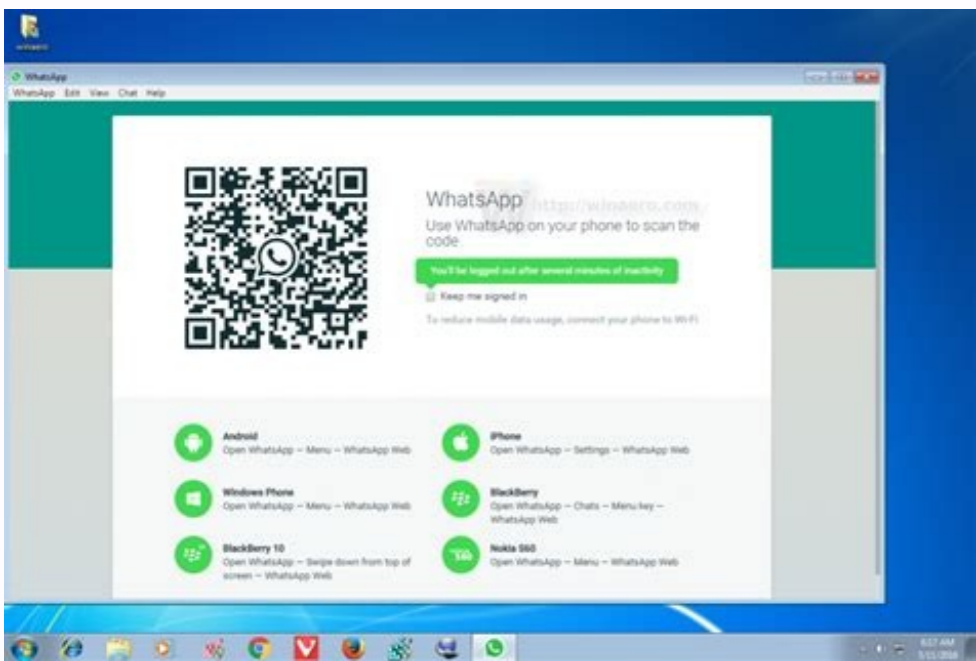 winaero
WhatsApp
WhatsApp Edit View Chat Help
WhatsApp
http://winaero.com/
Use WhatsApp on your phone to scan the
code
You'll be logged out after several minutes of inactivity
Keep me signed in
To reduce mobile data usage, connect your phone to Wi-Fi
Android
Open WhatsApp – Menu – WhatsApp Web
iPhone
Open WhatsApp – Settings – WhatsApp Web
Windows Phone
Open WhatsApp – Menu – WhatsApp Web
BlackBerry
Open WhatsApp – Chats – Menu key –
WhatsApp Web
BlackBerry 10
Open WhatsApp – Swipe down from top of
screen – WhatsApp Web
Nokia S60
Open WhatsApp – Menu – WhatsApp Web